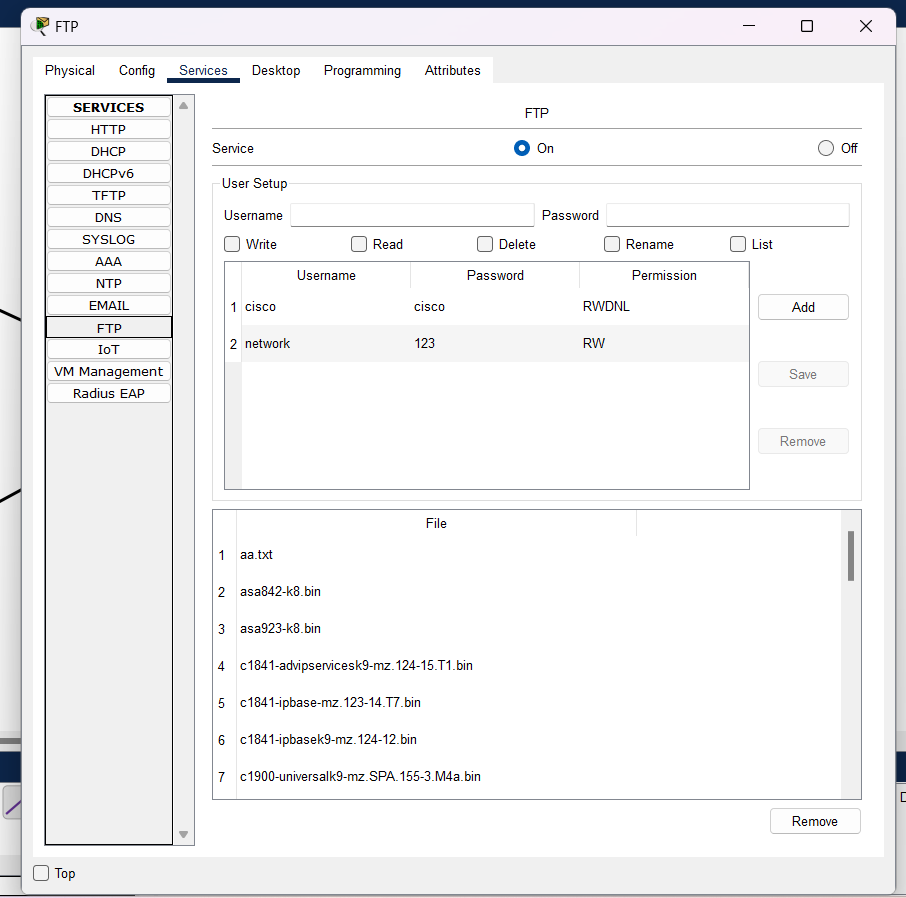 FTP
Physical Config Services Desktop Programming Attributes
SERVICES
HTTP
DHCP
DHCPv6
TFTP
DNS
SYSLOG
AAA
NTP
EMAIL
FTP
IoT
VM Management
Radius EAP
FTP
Service On Off
User Setup
Username Password
Write Read Delete Rename List
Username Password Permission
1 cisco cisco RWDNL
2 network 123 RW
Add
Save
Remove
File
1 aa.txt
2 asa842-k8.bin
3 asa923-k8.bin
4 c1841-advipservicesk9-mz.124-15.T1.bin
5 c1841-ipbase-mz.123-14.T7.bin
6 c1841-ipbasek9-mz.124-12.bin
7 c1900-universalk9-mz.SPA.155-3.M4a.bin
Remove
Top